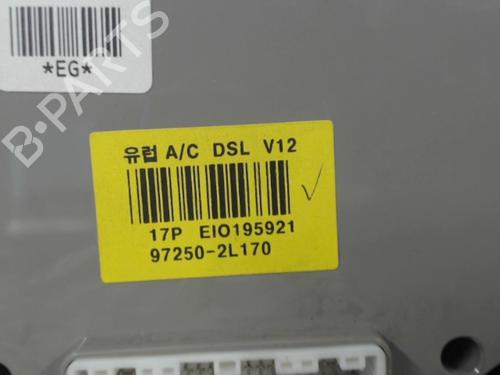 *EG*
B-PARTS
유럽 A/C DSL V12
17P EIO195921
97250-2L170